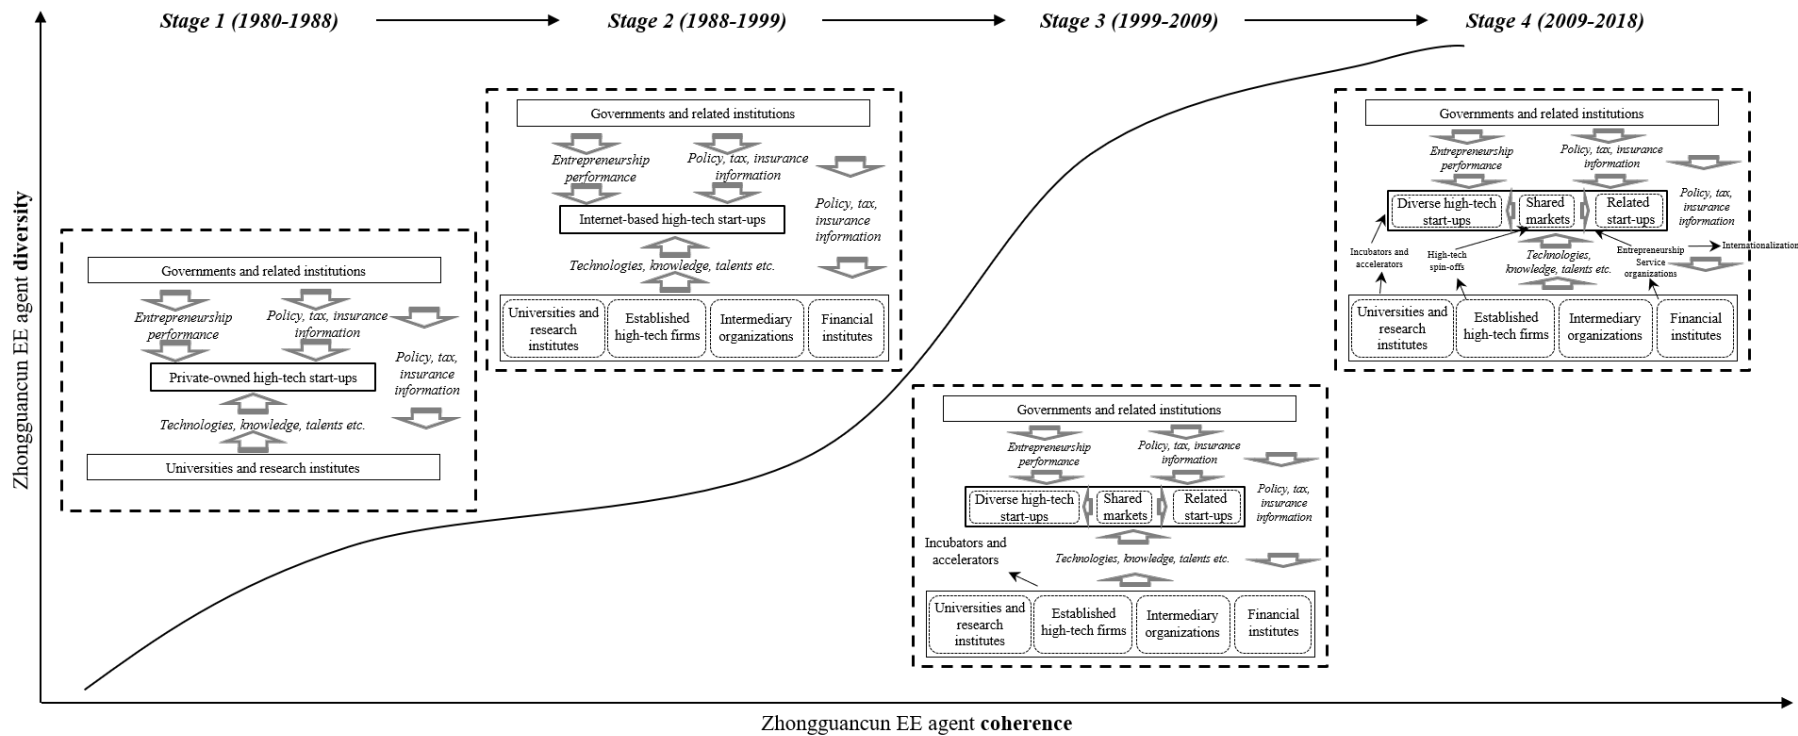 Stage 1 (1980-1988)
Stage 2 (1988-1999)
Stage 3 (1999-2009)
Stage 4 (2009-2018)
Zhongguancun EE agent diversity
Governments and related institutions
Entrepreneurship
performance
Policy, tax, insurance
information
Private-owned high-tech start-ups
Policy, tax,
insurance
information
Technologies, knowledge, talents etc.
Universities and research institutes
Governments and related institutions
Entrepreneurship
performance
Policy, tax, insurance
information
Internet-based high-tech start-ups
Policy, tax,
insurance
information
Technologies, knowledge, talents etc.
Universities and
research
institutes
Established
high-tech firms
Intermediary
organizations
Financial
institutes
Governments and related institutions
Entrepreneurship
performance
Policy, tax, insurance
information
Diverse high-tech
start-ups
Shared
markets
Related
start-ups
Policy, tax,
insurance
information
Incubators and
accelerators
Technologies, knowledge, talents etc.
Universities and
research
institutes
Established
high-tech firms
Intermediary
organizations
Financial
institutes
Governments and related institutions
Entrepreneurship
performance
Policy, tax, insurance
information
Diverse high-tech
start-ups
Shared
markets
Related
start-ups
Policy, tax,
insurance
information
Incubators and
accelerators
High-tech
spin-offs
Technologies,
knowledge, talents etc.
Entrepreneurship
Service
organizations
Internationalization
Universities and
research
institutes
Established
high-tech firms
Intermediary
organizations
Financial
institutes
Zhongguancun EE agent coherence